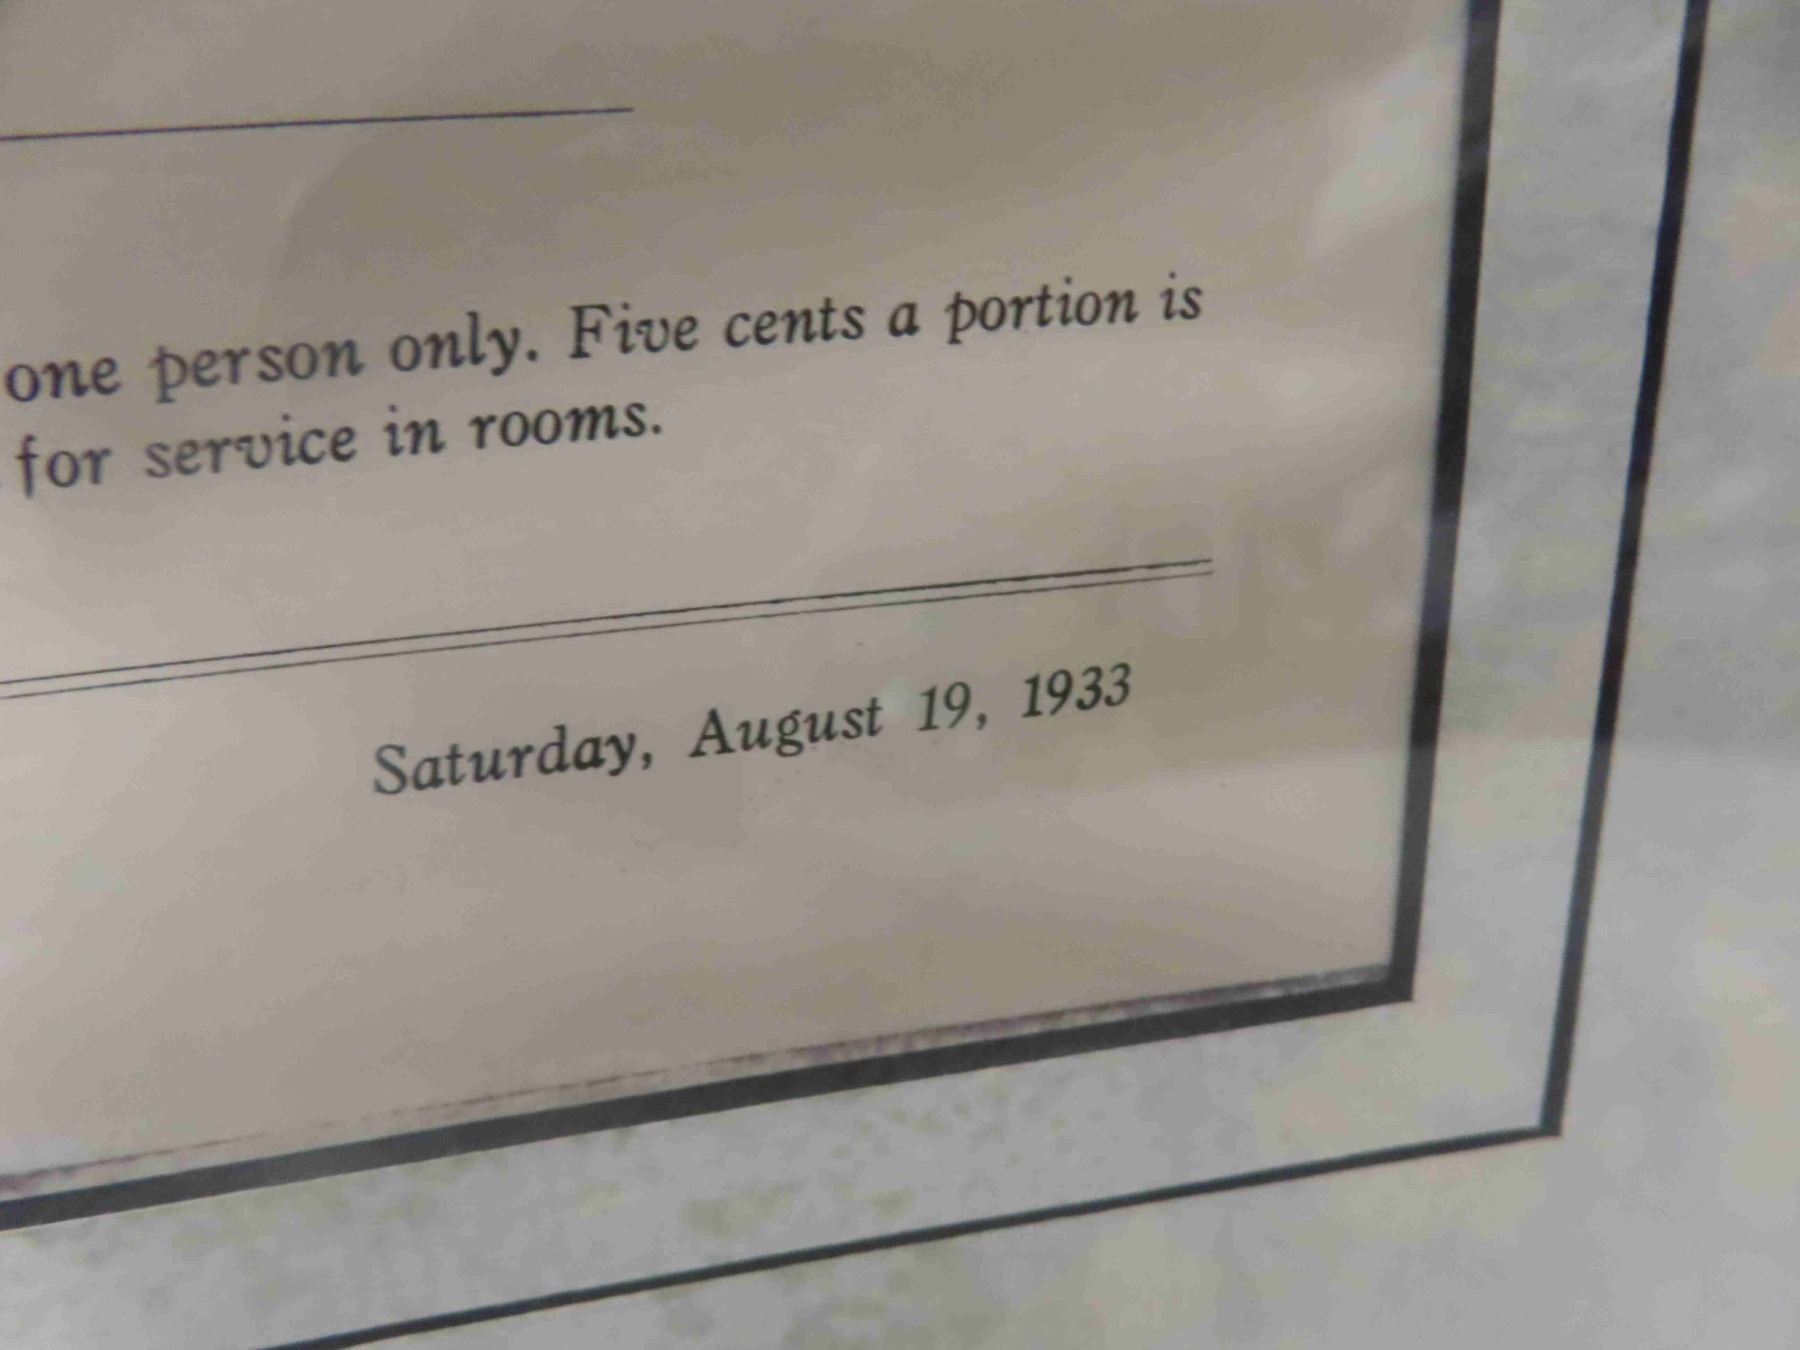 one person only. Five cents a portion is
for service in rooms.
Saturday, August 19, 1933